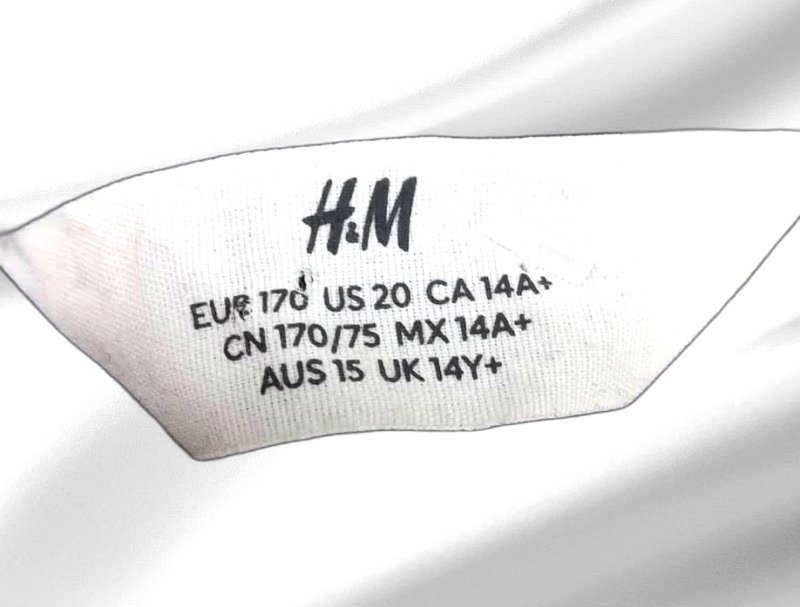 H&M
EUR 170 US 20 CA 14A+
CN 170/75 MX 14A+
AUS 15 UK 14Y+